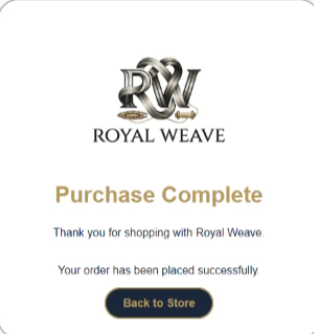 RW
ROYAL WEAVE
Purchase Complete
Thank you for shopping with Royal Weave.
Your order has been placed successfully.
Back to Store